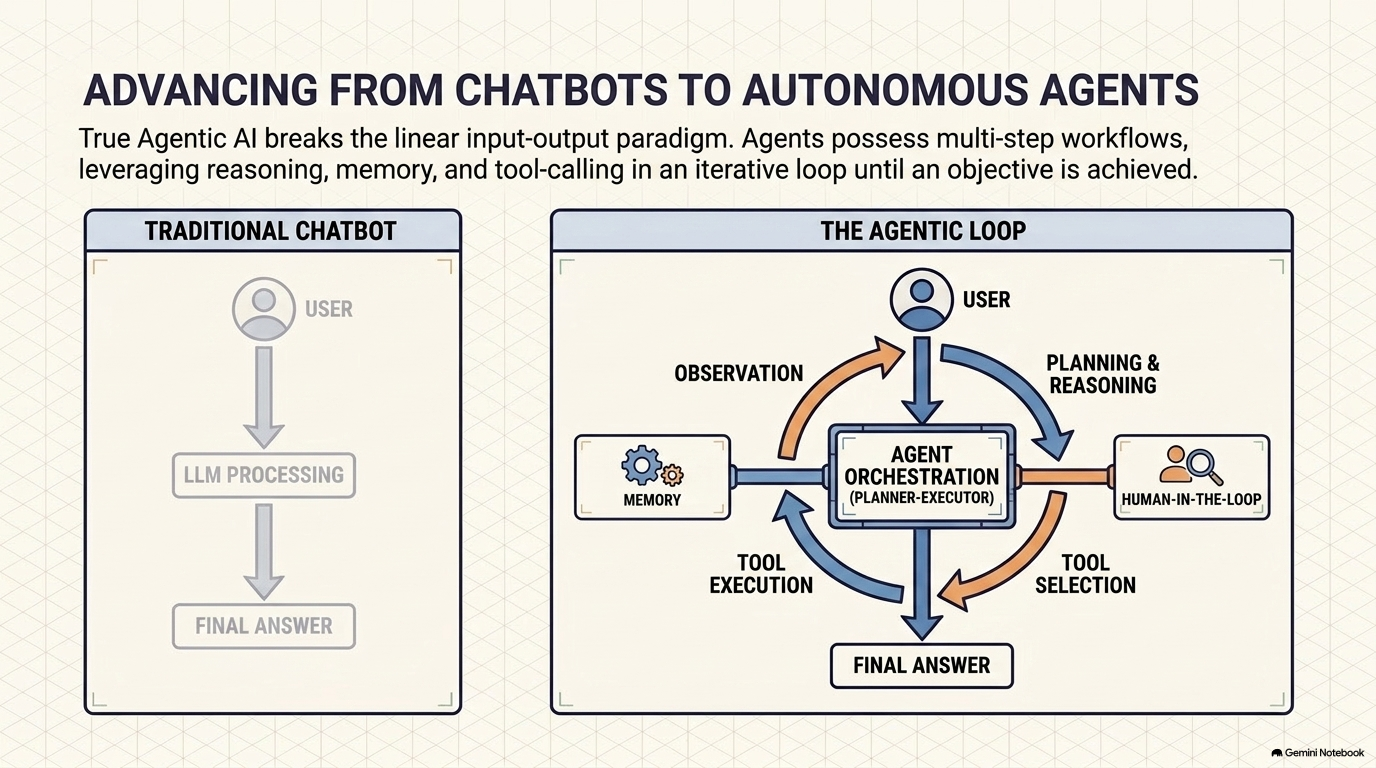 ADVANCING FROM CHATBOTS TO AUTONOMOUS AGENTS
True Agentic AI breaks the linear input-output paradigm. Agents possess multi-step workflows,
leveraging reasoning, memory, and tool-calling in an iterative loop until an objective is achieved.
TRADITIONAL CHATBOT
USER
LLM PROCESSING
FINAL ANSWER
THE AGENTIC LOOP
USER
OBSERVATION
PLANNING &
REASONING
MEMORY
AGENT
ORCHESTRATION
(PLANNER-EXECUTOR)
HUMAN-IN-THE-LOOP
TOOL
EXECUTION
TOOL
SELECTION
FINAL ANSWER
Gemini Notebook